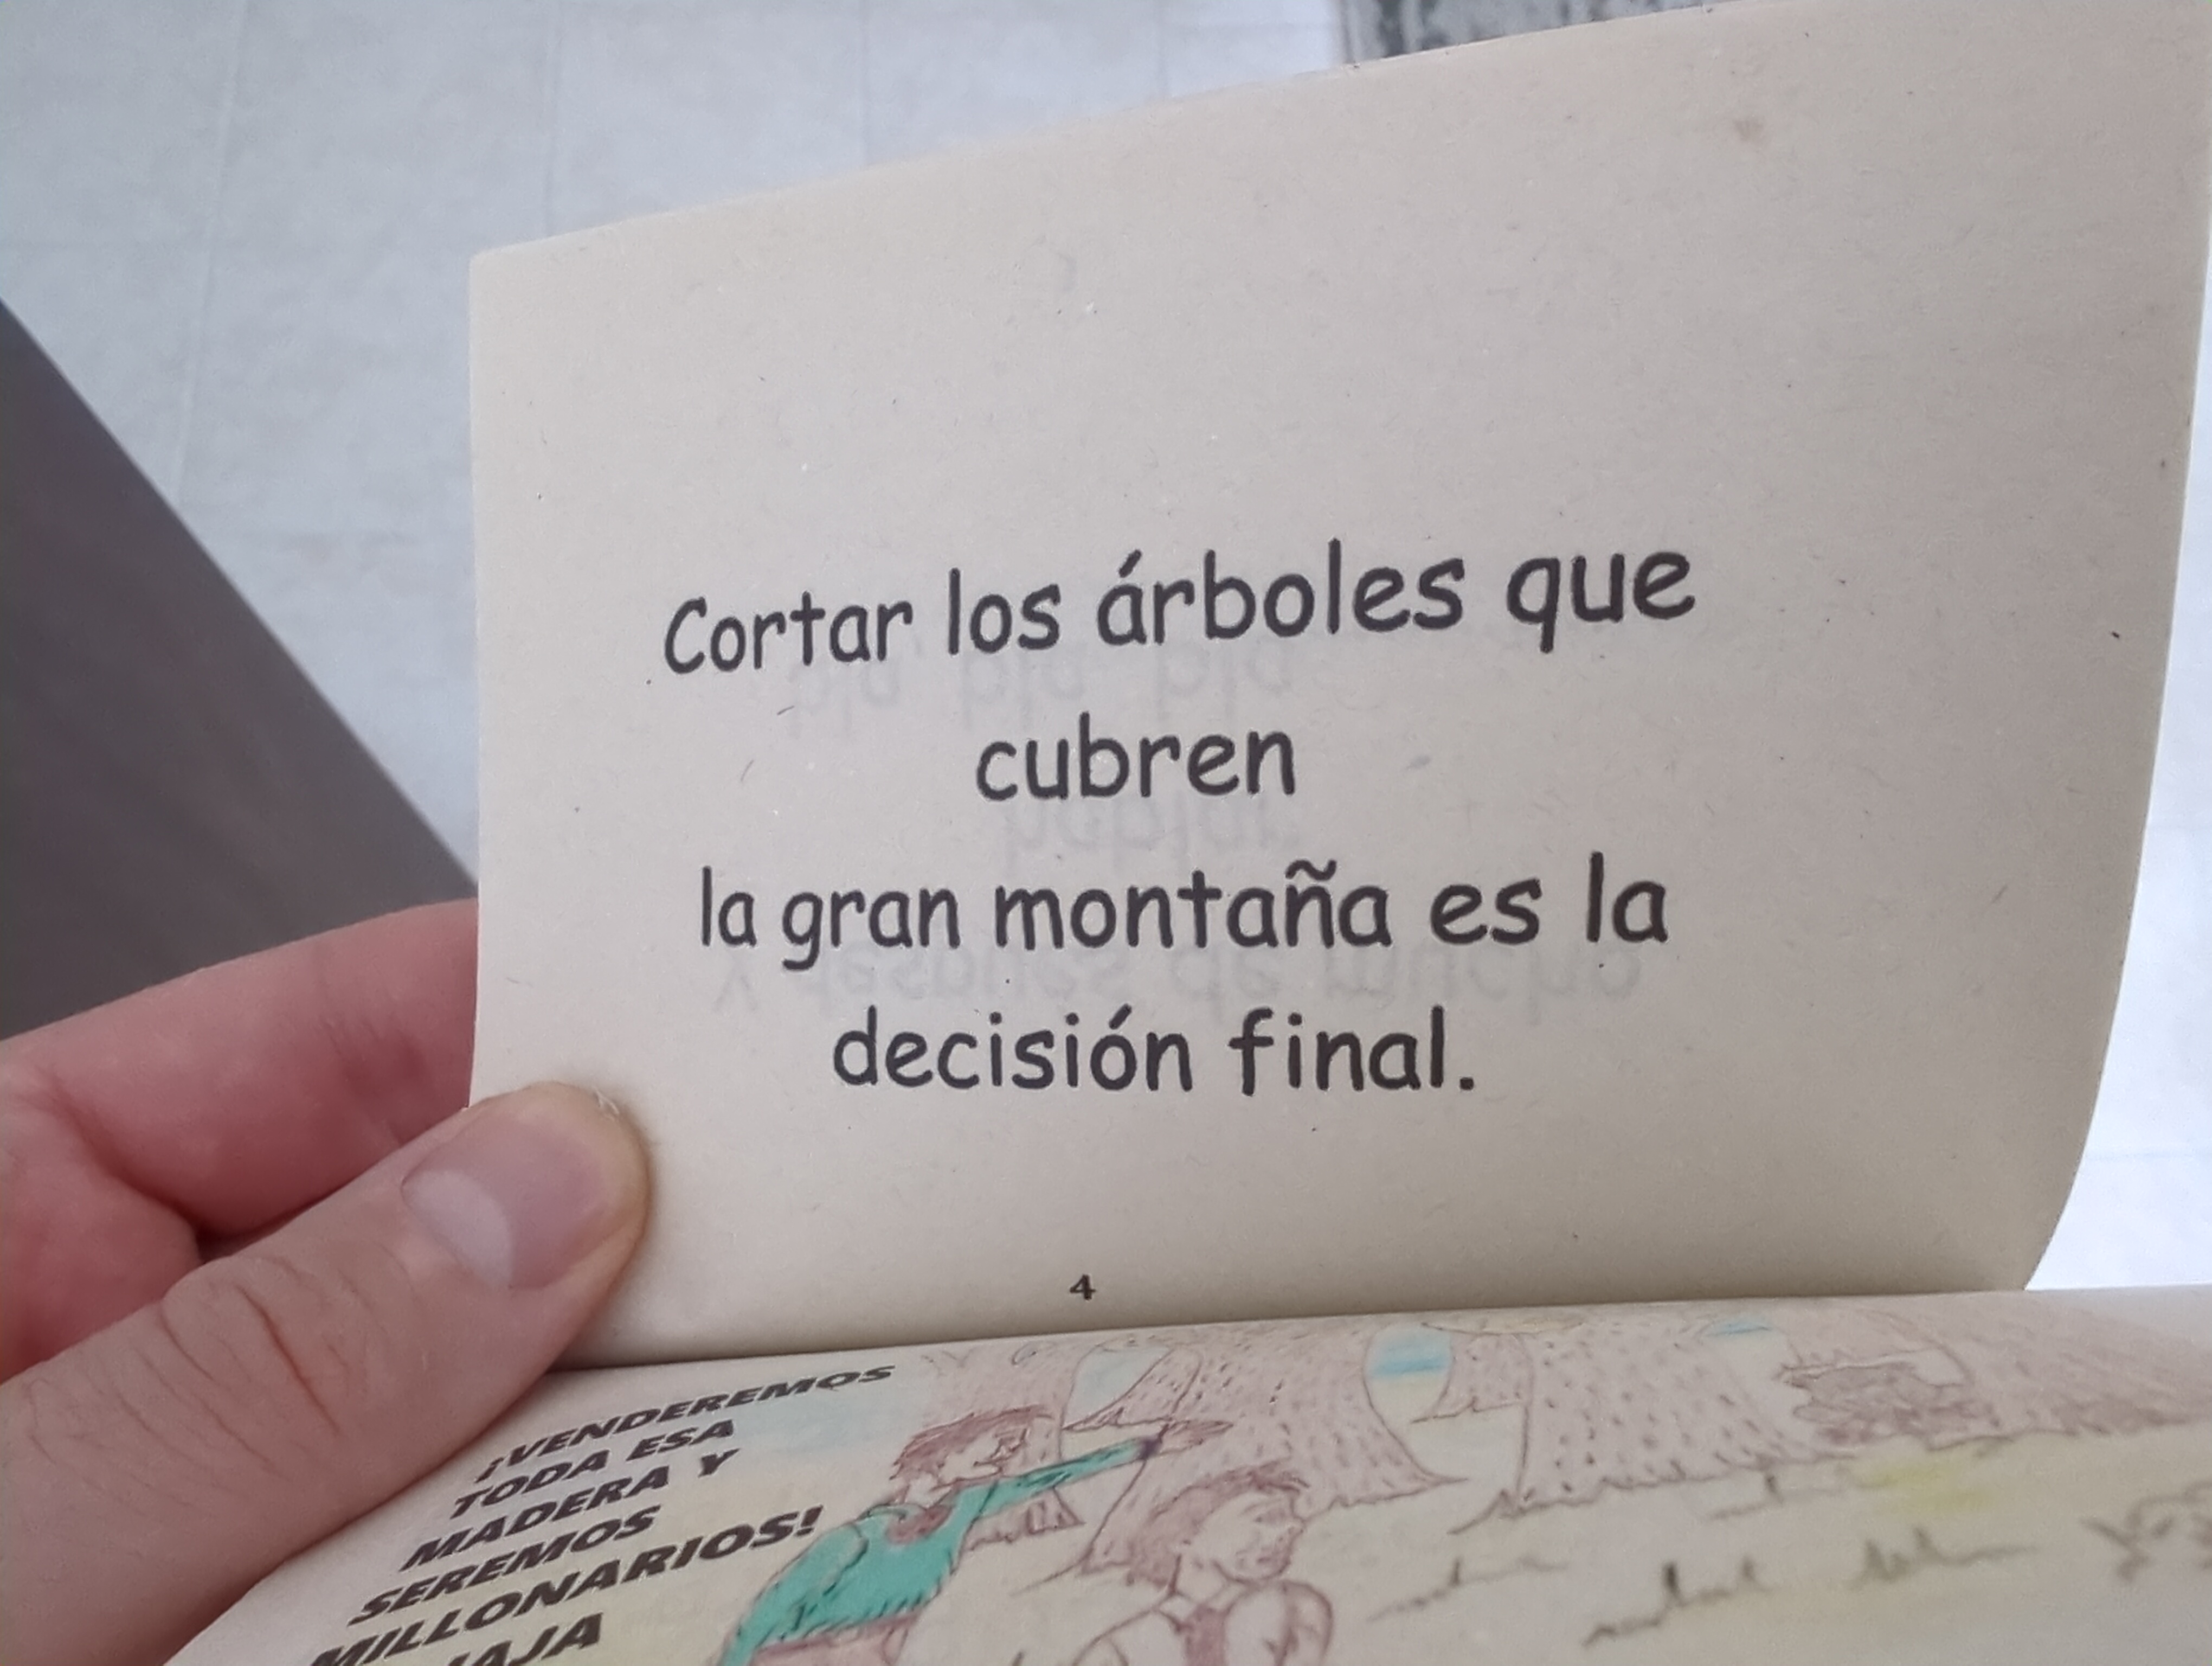 Cortar los árboles que
cubren
la gran montaña es la
decisión final.
4
¡VENDEREMOS
TODA ESA
MADERA Y
SEREMOS
MILLONARIOS!